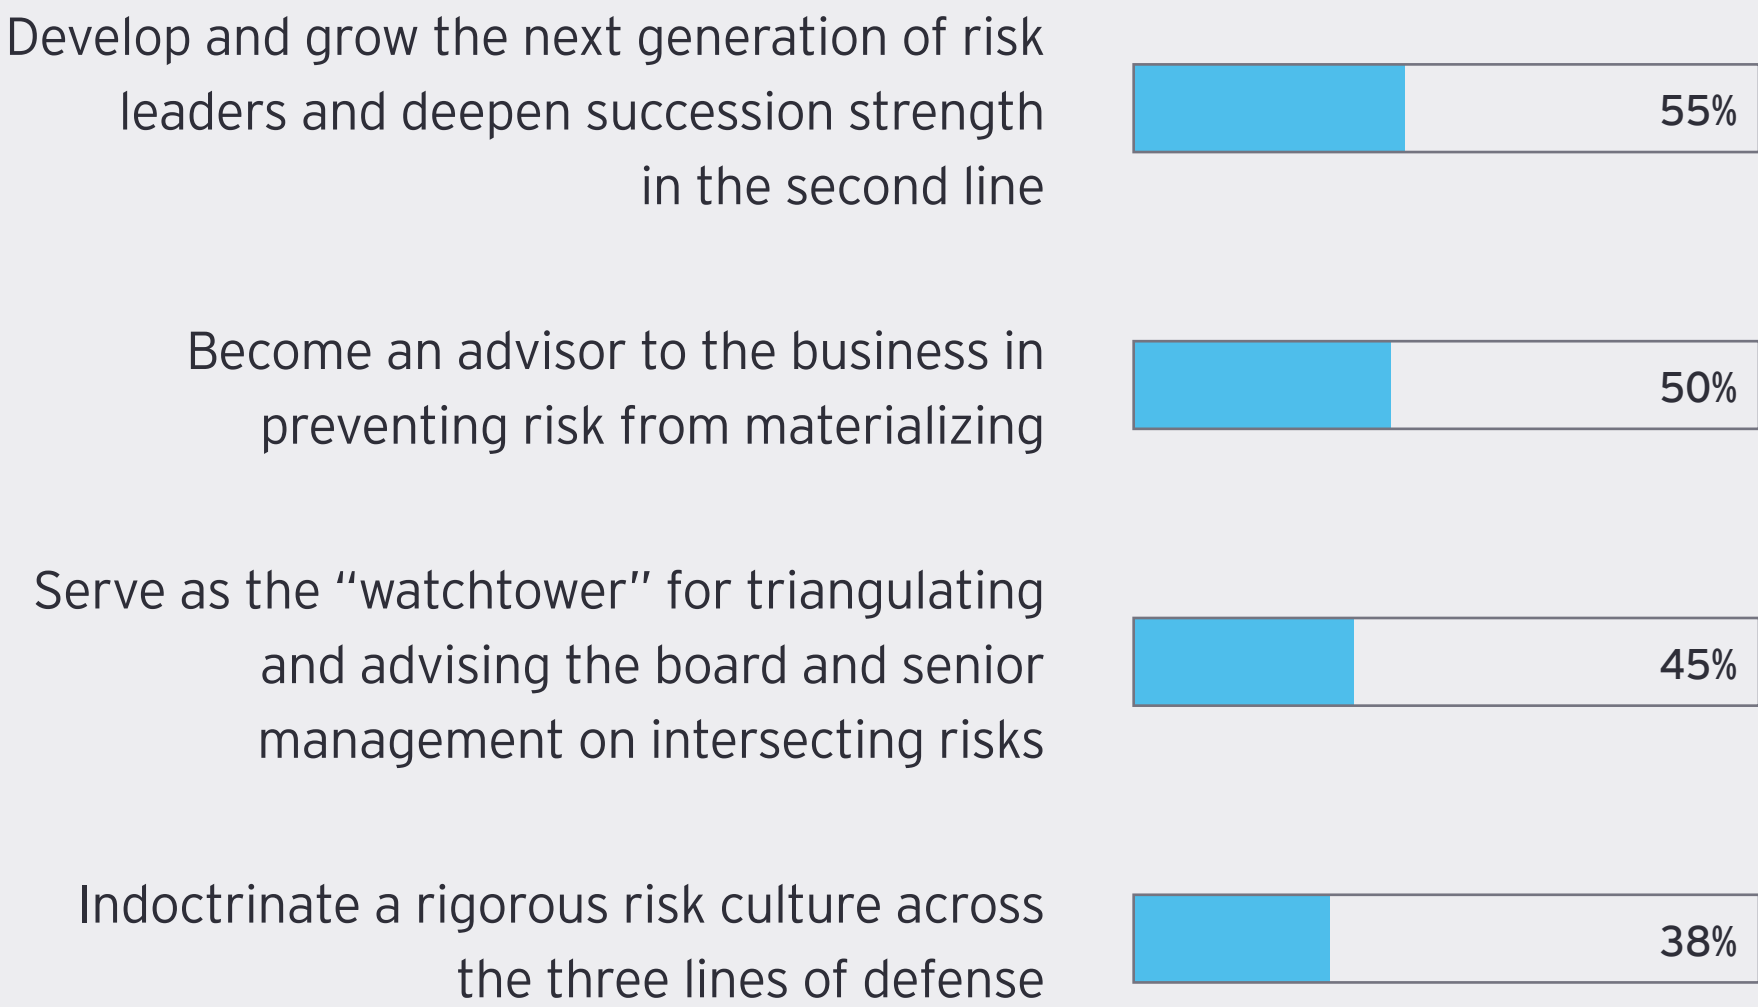 Develop and grow the next generation of risk
leaders and deepen succession strength
in the second line
55%
Become an advisor to the business in
preventing risk from materializing
50%
Serve as the “watchtower” for triangulating
and advising the board and senior
management on intersecting risks
45%
Indoctrinate a rigorous risk culture across
the three lines of defense
38%